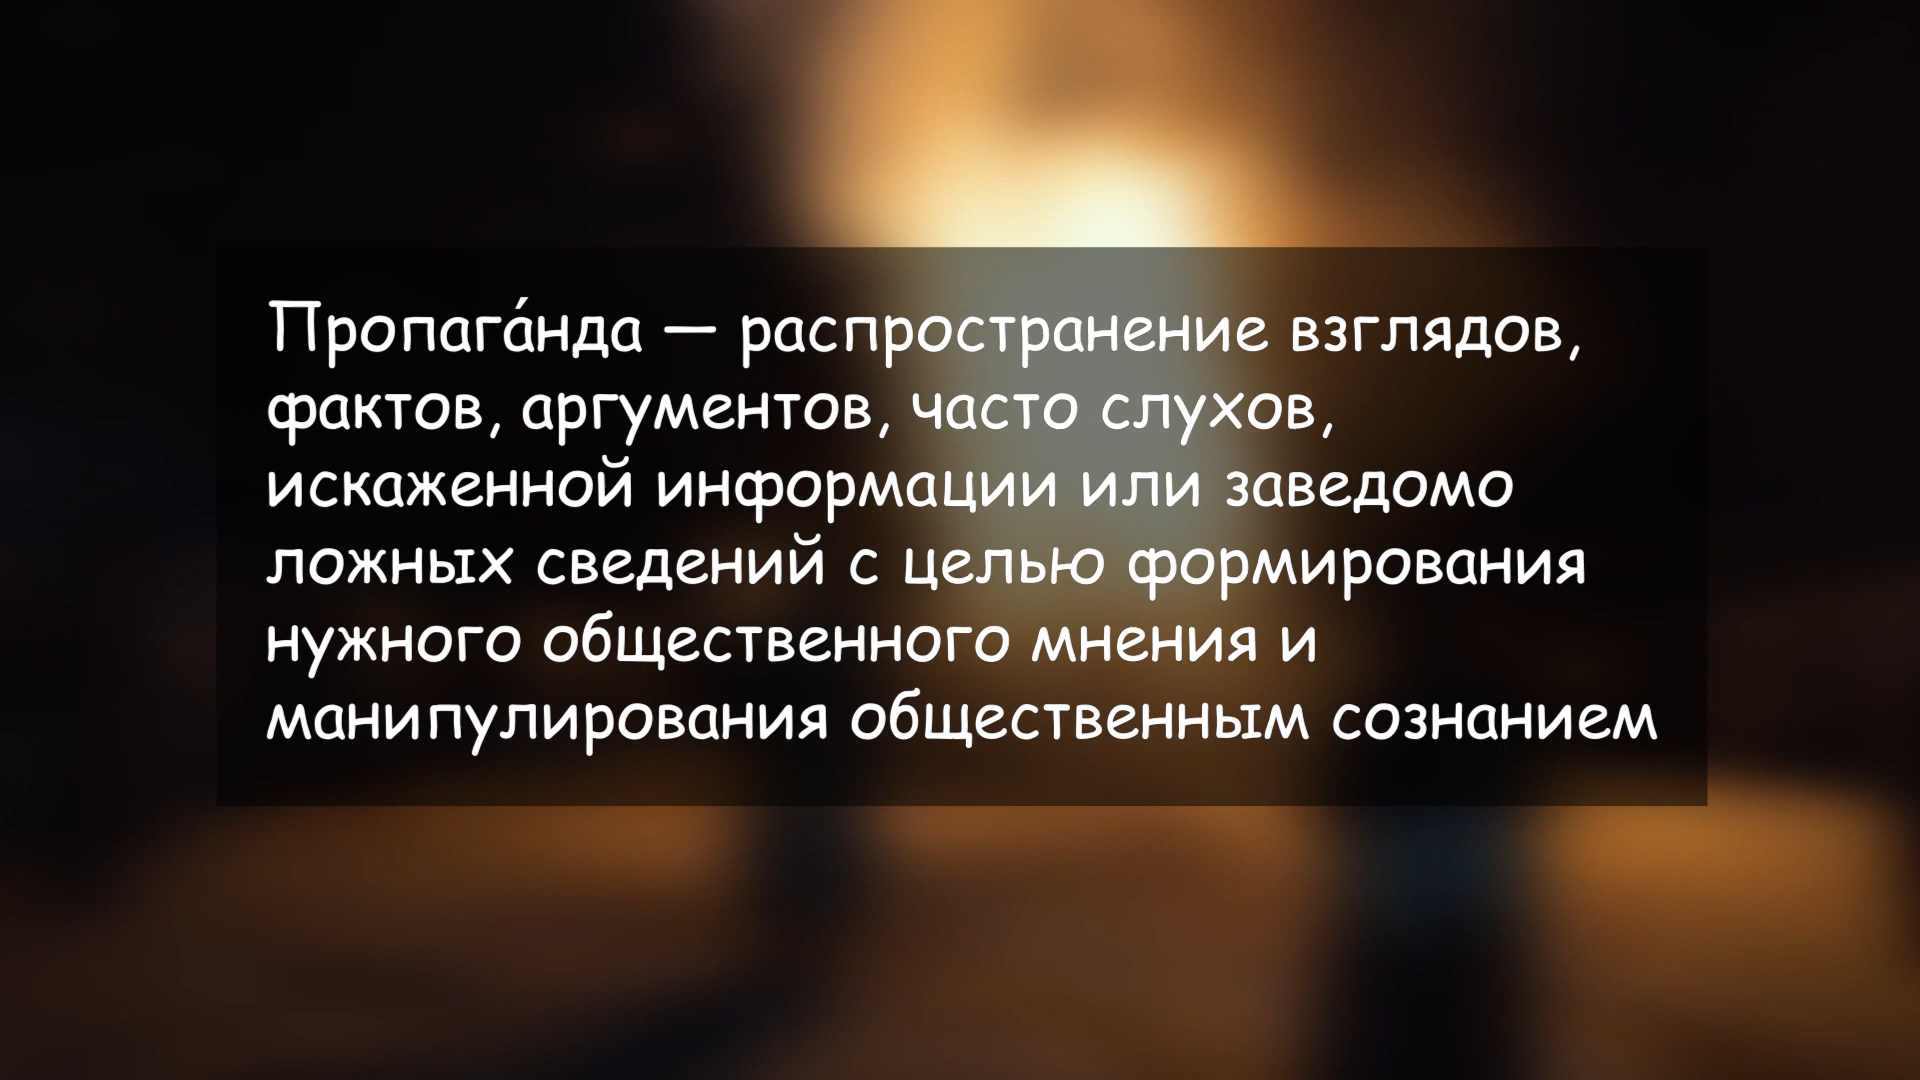 Пропага́нда — распространение взглядов,
фактов, аргументов, часто слухов,
искаженной информации или заведомо
ложных сведений с целью формирования
нужного общественного мнения и
манипулирования общественным сознанием